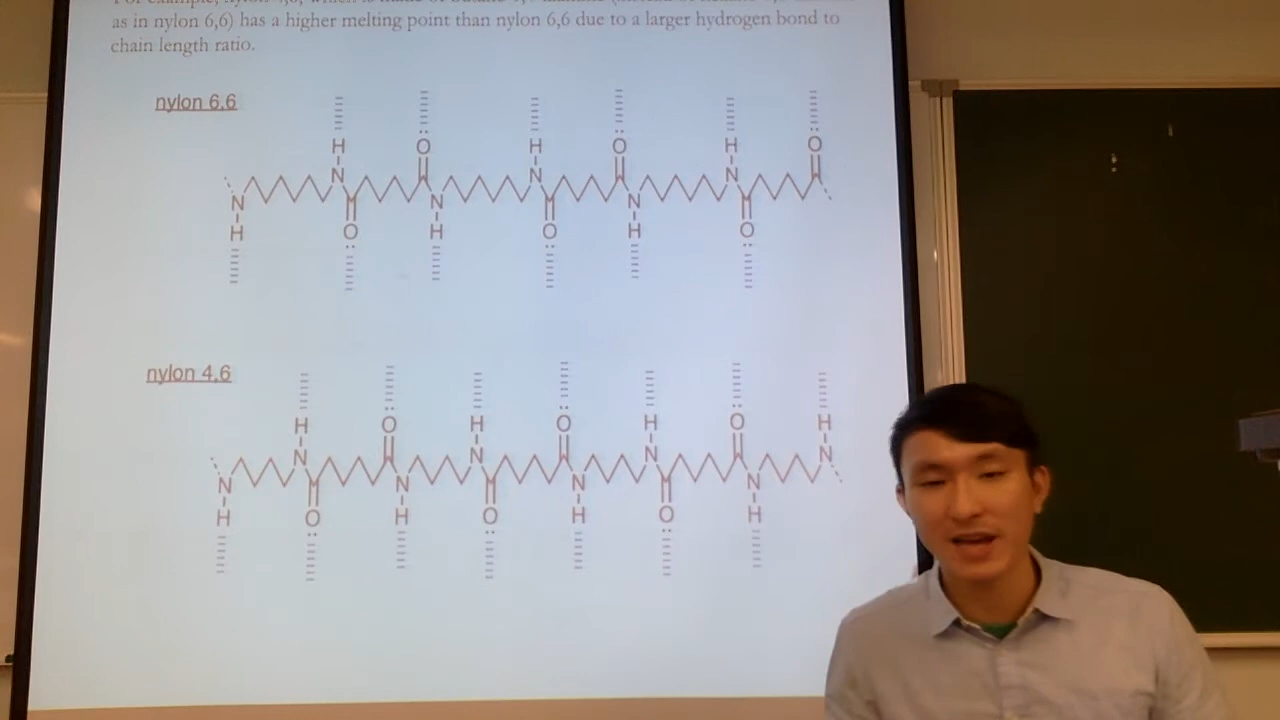 as in nylon 6,6) has a higher melting point than nylon 6,6 due to a larger hydrogen bond to
chain length ratio.
nylon 6,6
H O H O H O
N N N
N N N
H O H O H O
nylon 4,6
H O H O H O H
N N N N
N N N N
H O H O H O H